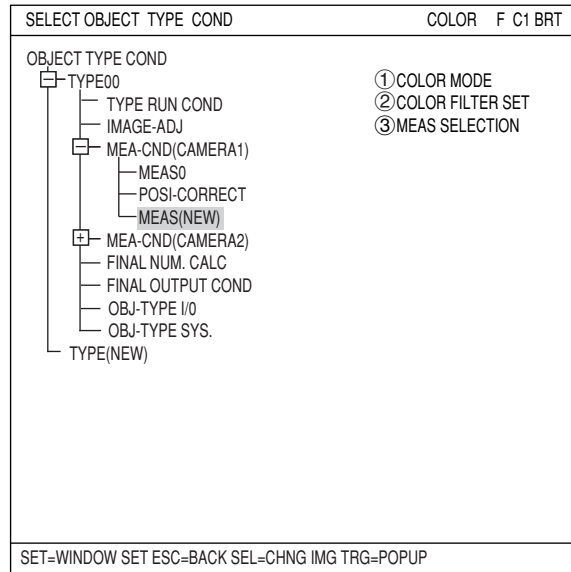 SELECT OBJECT TYPE COND COLOR F C1 BRT
OBJECT TYPE COND
TYPE00
TYPE RUN COND
IMAGE-ADJ
MEA-CND(CAMERA1)
MEAS0
POSI-CORRECT
MEAS(NEW)
MEA-CND(CAMERA2)
FINAL NUM. CALC
FINAL OUTPUT COND
OBJ-TYPE I/0
OBJ-TYPE SYS.
TYPE(NEW)
①COLOR MODE
②COLOR FILTER SET
③MEAS SELECTION
SET=WINDOW SET ESC=BACK SEL=CHNG IMG TRG=POPUP